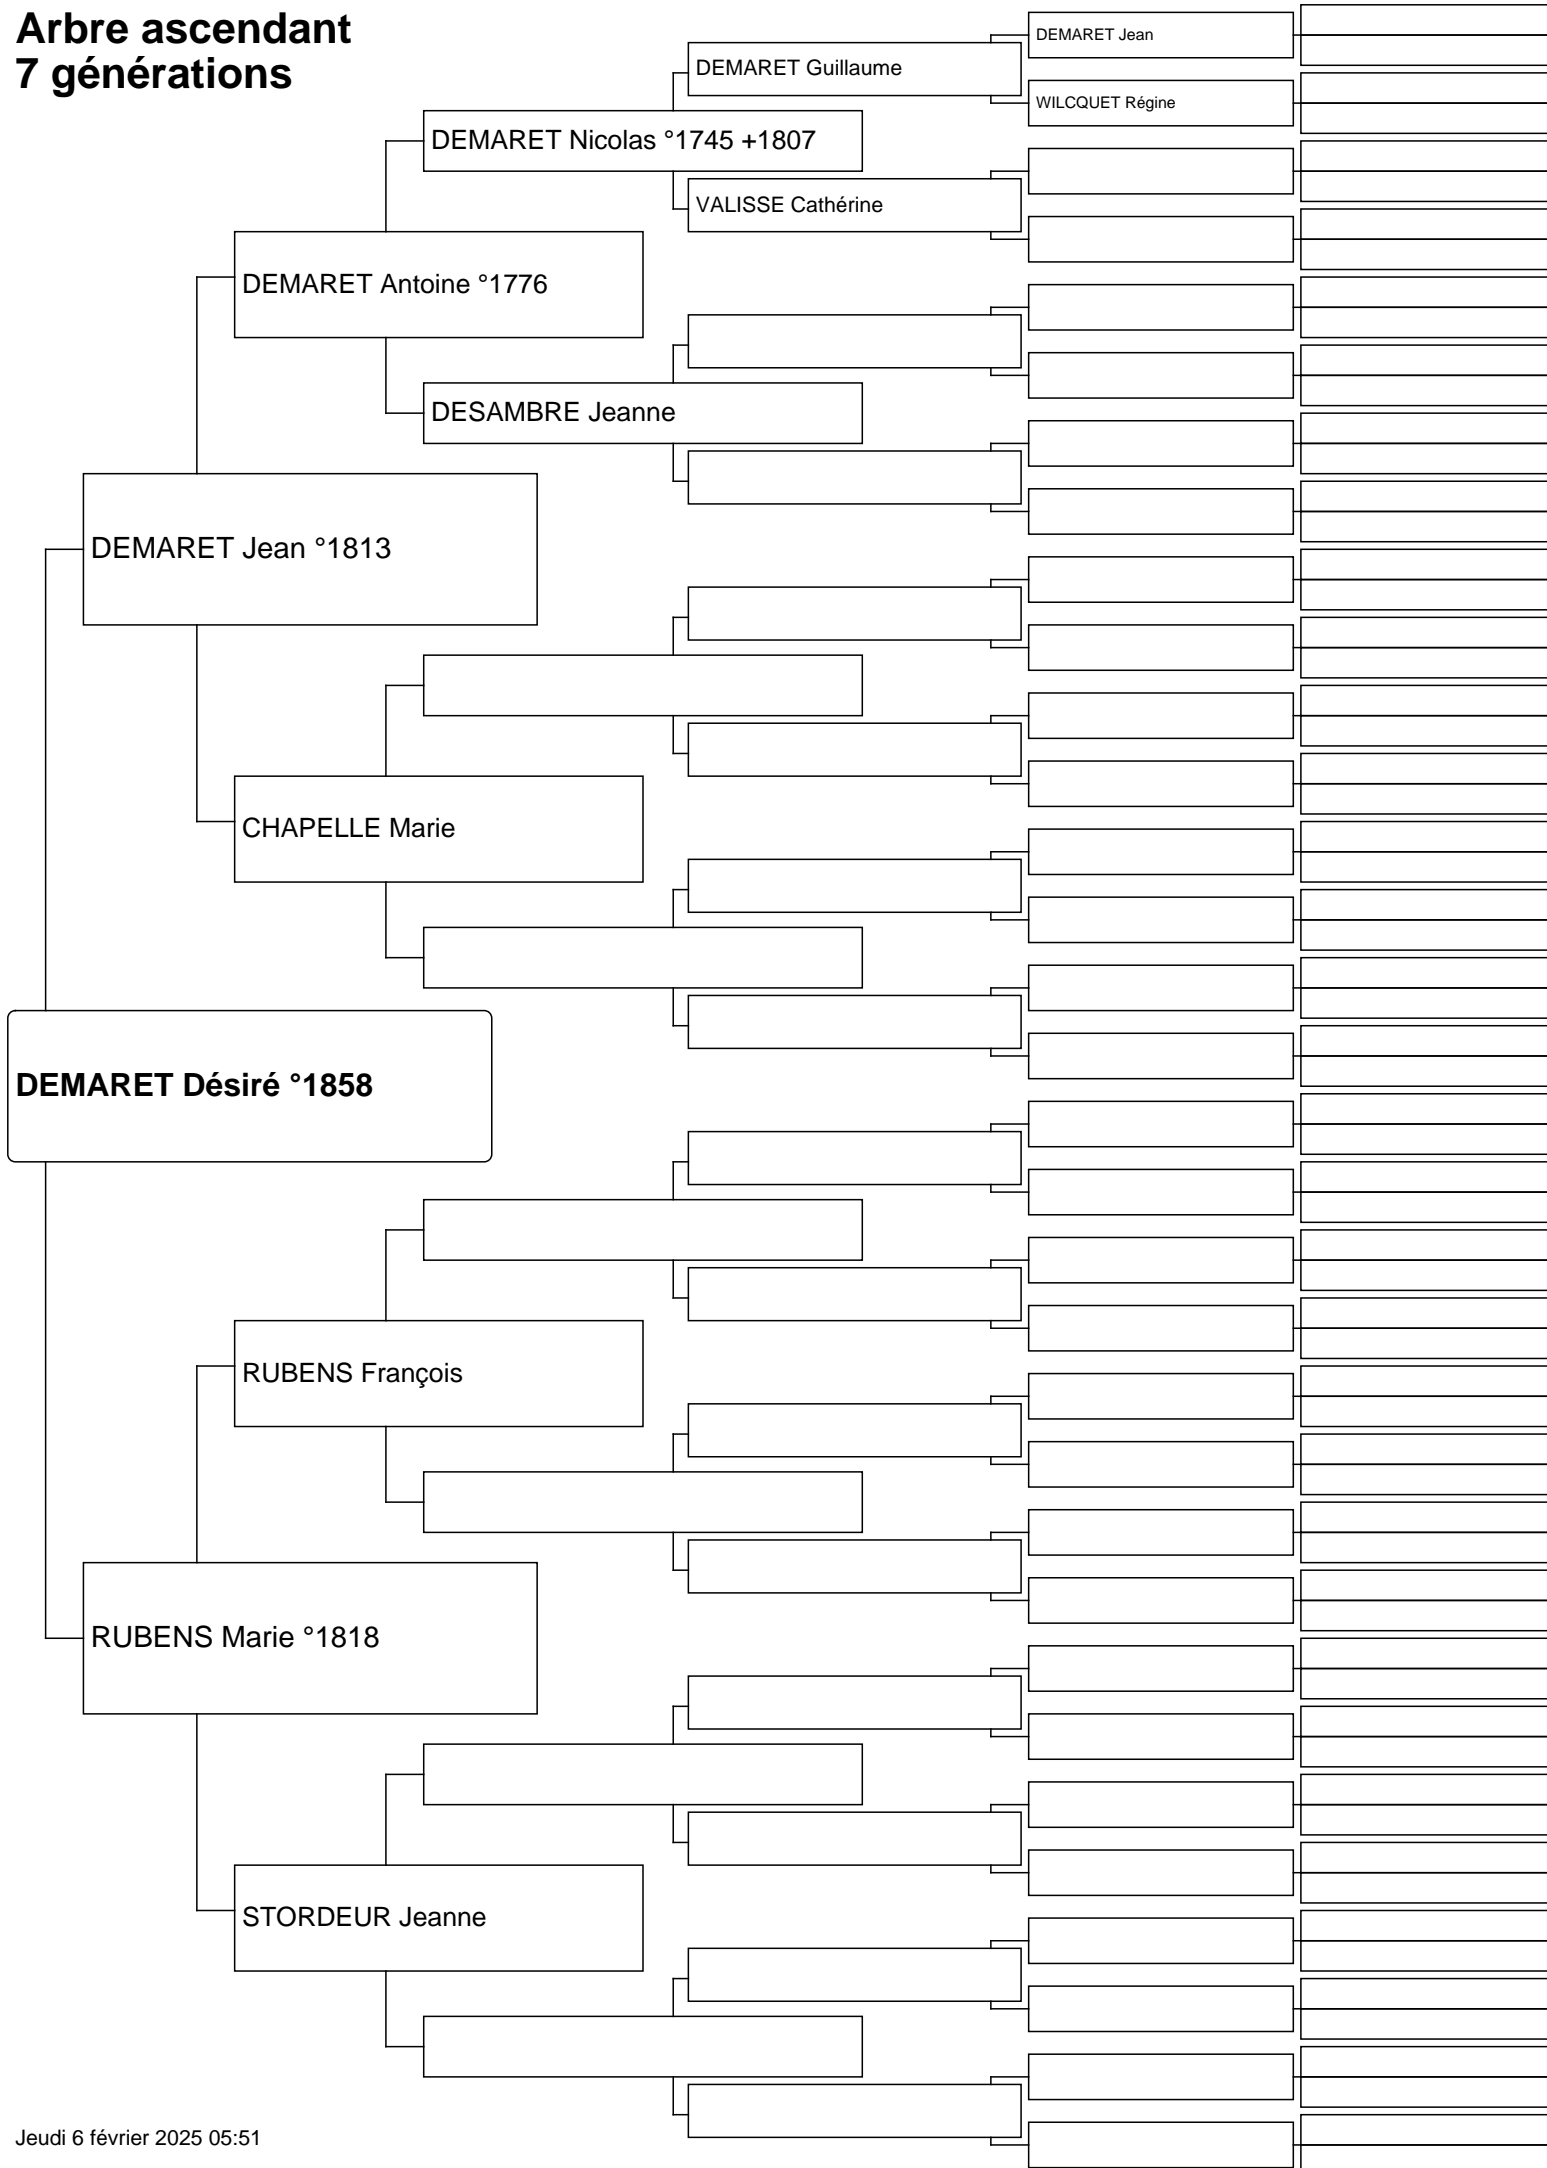 Arbre ascendant
7 générations
DEMARET Jean
DEMARET Guillaume
WILCQUET Régine
DEMARET Nicolas °1745 +1807
VALISSE Cathérine
DEMARET Antoine °1776
DESAMBRE Jeanne
DEMARET Jean °1813
CHAPELLE Marie
DEMARET Désiré °1858
RUBENS François
RUBENS Marie °1818
STORDEUR Jeanne
Jeudi 6 février 2025 05:51